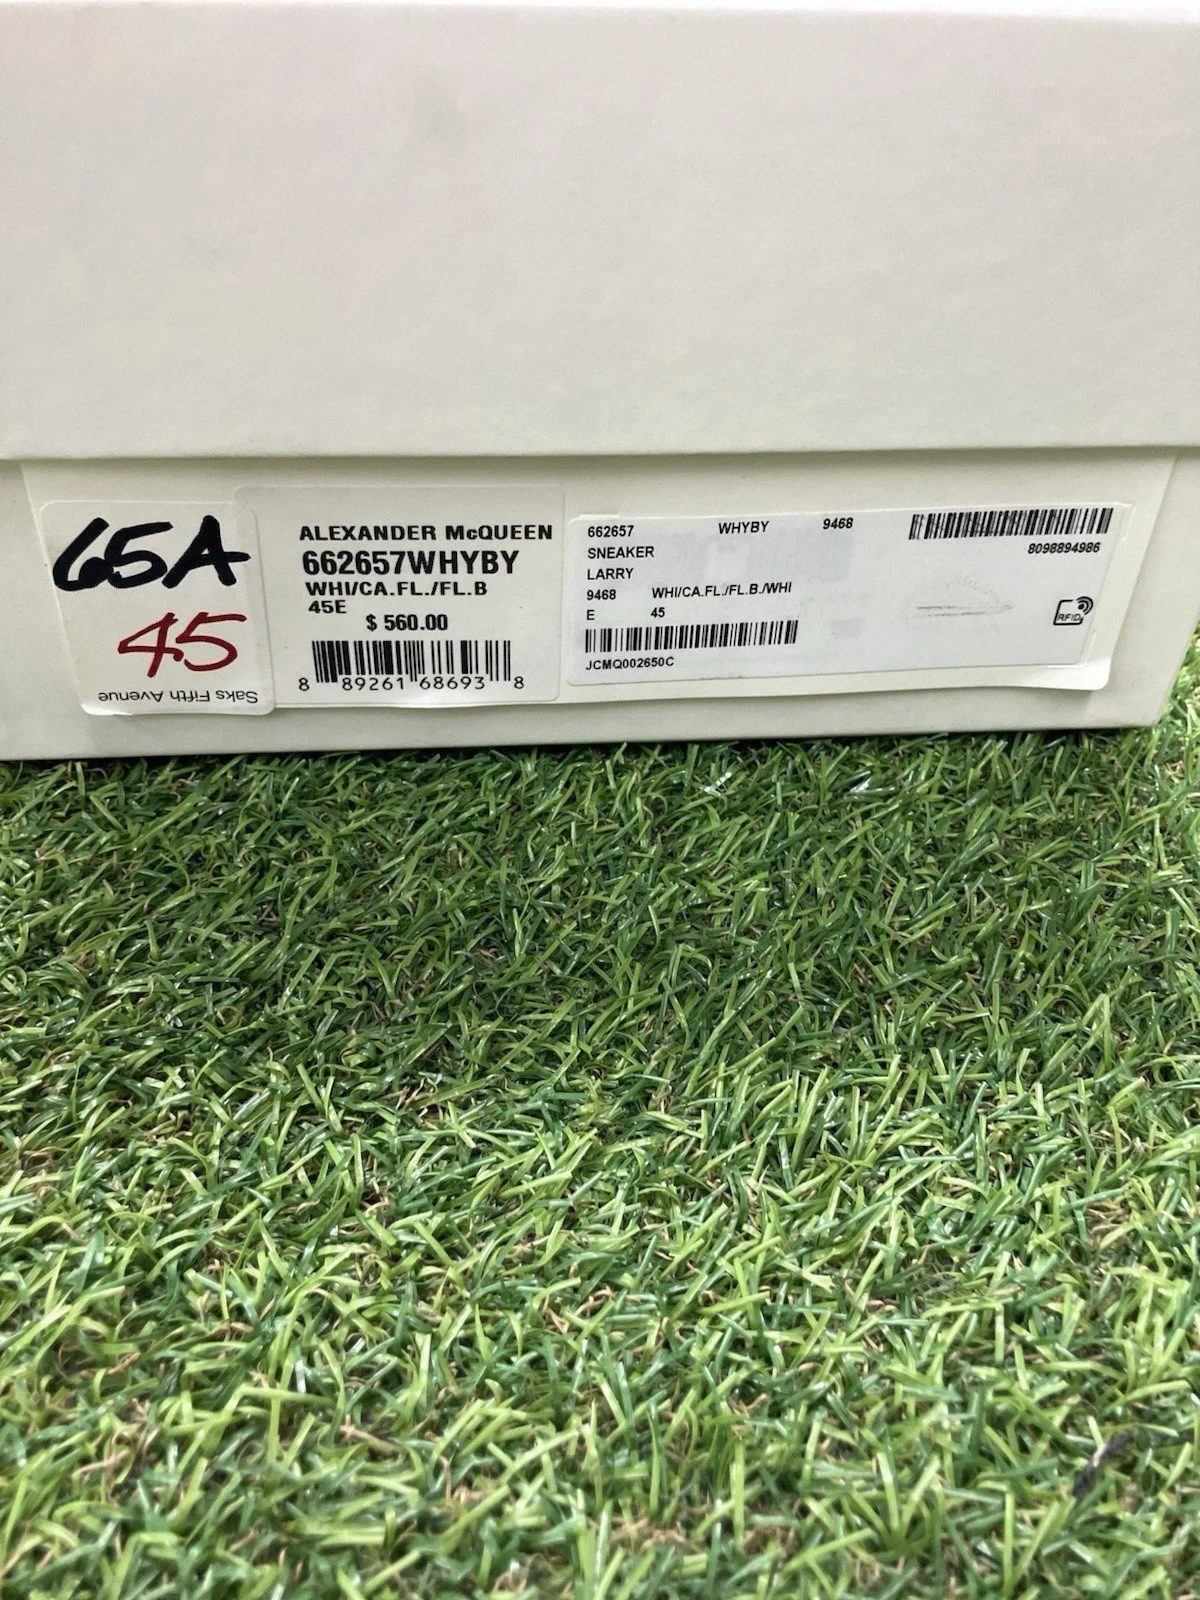 65A
45
Saks Fifth Avenue
ALEXANDER McQUEEN
662657WHYBY
WHI/CA.FL./FL.B
45E
$ 560.00
8 89261 68693 8
662657 WHYBY 9468
SNEAKER
8098894986
LARRY
9468 WHI/CA.FL./FL.B./WHI
E 45
RFID
JCMQ002650C